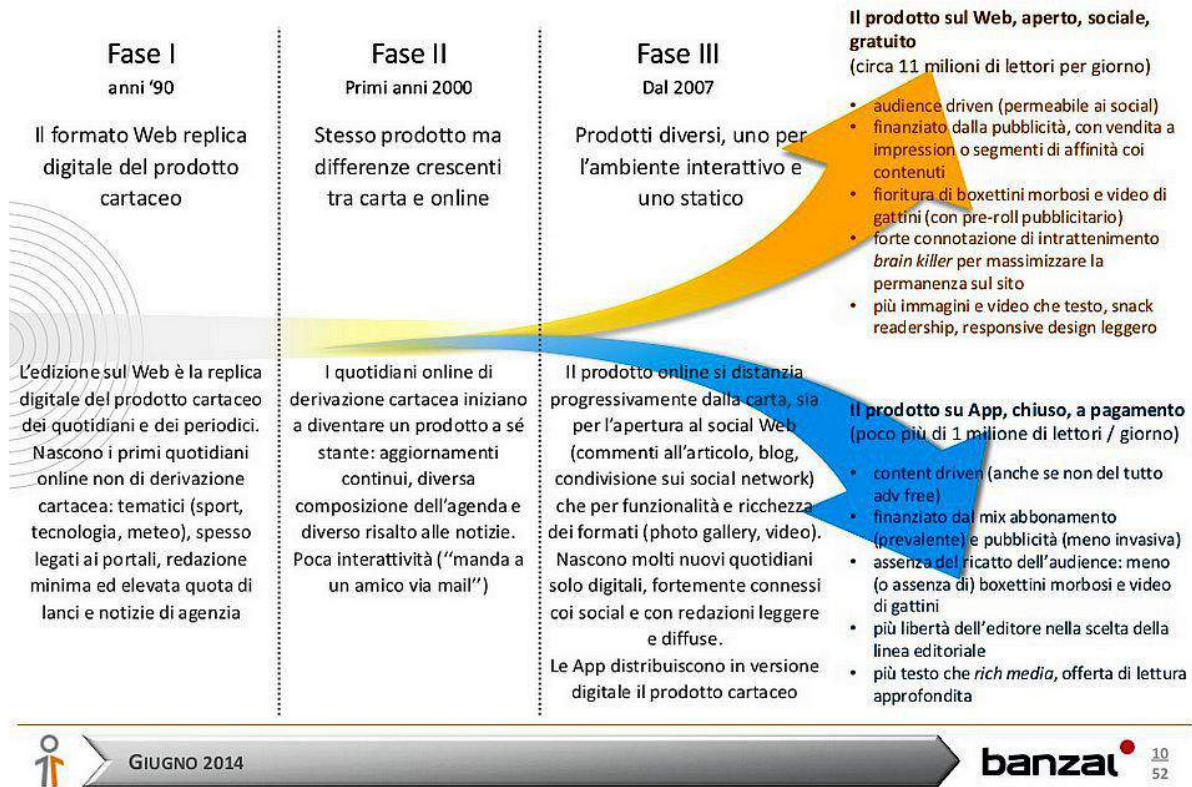 Fase I
anni ‘90
Il formato Web replica
digitale del prodotto
cartaceo
L’edizione sul Web è la replica
digitale del prodotto cartaceo
dei quotidiani e dei periodici.
Nascono i primi quotidiani
online non di derivazione
cartacea: tematici (sport,
tecnologia, meteo), spesso
legati ai portali, redazione
minima ed elevata quota di
lanci e notizie di agenzia
Fase II
Primi anni 2000
Stesso prodotto ma
differenze crescenti
tra carta e online
I quotidiani online di
derivazione cartacea iniziano
a diventare un prodotto a sé
stante: aggiornamenti
continui, diversa
composizione dell’agenda e
diverso risalto alle notizie.
Poca interattività (‘‘manda a
un amico via mail’’)
Fase III
Dal 2007
Prodotti diversi, uno per
l’ambiente interattivo e
uno statico
Il prodotto online si distanzia
progressivamente dalla carta, sia
per l’apertura al social Web
(commenti all’articolo, blog,
condivisione sui social network)
che per funzionalità e ricchezza
dei formati (photo gallery, video).
Nascono molti nuovi quotidiani
solo digitali, fortemente connessi
coi social e con redazioni leggere
e diffuse.
Le App distribuiscono in versione
digitale il prodotto cartaceo
Il prodotto sul Web, aperto, sociale,
gratuito
(circa 11 milioni di lettori per giorno)
• audience driven (permeabile ai social)
• finanziato dalla pubblicità, con vendita a
impression o segmenti di affinità coi
contenuti
• fioritura di boxettini morbosi e video di
gattini (con pre-roll pubblicitario)
• forte connotazione di intrattenimento
brain killer per massimizzare la
permanenza sul sito
• più immagini e video che testo, snack
readership, responsive design leggero
Il prodotto su App, chiuso, a pagamento
(poco più di 1 milione di lettori / giorno)
• content driven (anche se non del tutto
adv free)
• finanziato dal mix abbonamento
(prevalente) e pubblicità (meno invasiva)
• assenza del ricatto dell’audience: meno
(o assenza di) boxettini morbosi e video
di gattini
• più libertà dell’editore nella scelta della
linea editoriale
• più testo che rich media, offerta di lettura
approfondita
GIUGNO 2014
banzai
10
52